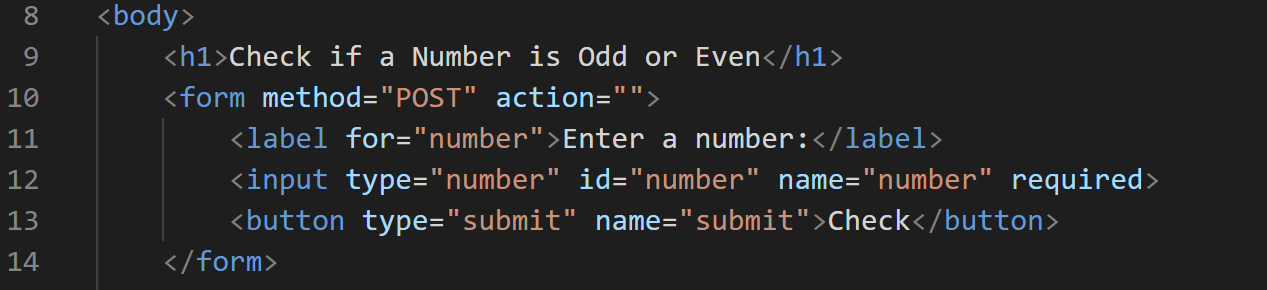 8 <body>
9 <h1>Check if a Number is Odd or Even</h1>
10 <form method="POST" action="">
11 <label for="number">Enter a number:</label>
12 <input type="number" id="number" name="number" required>
13 <button type="submit" name="submit">Check</button>
14 </form>